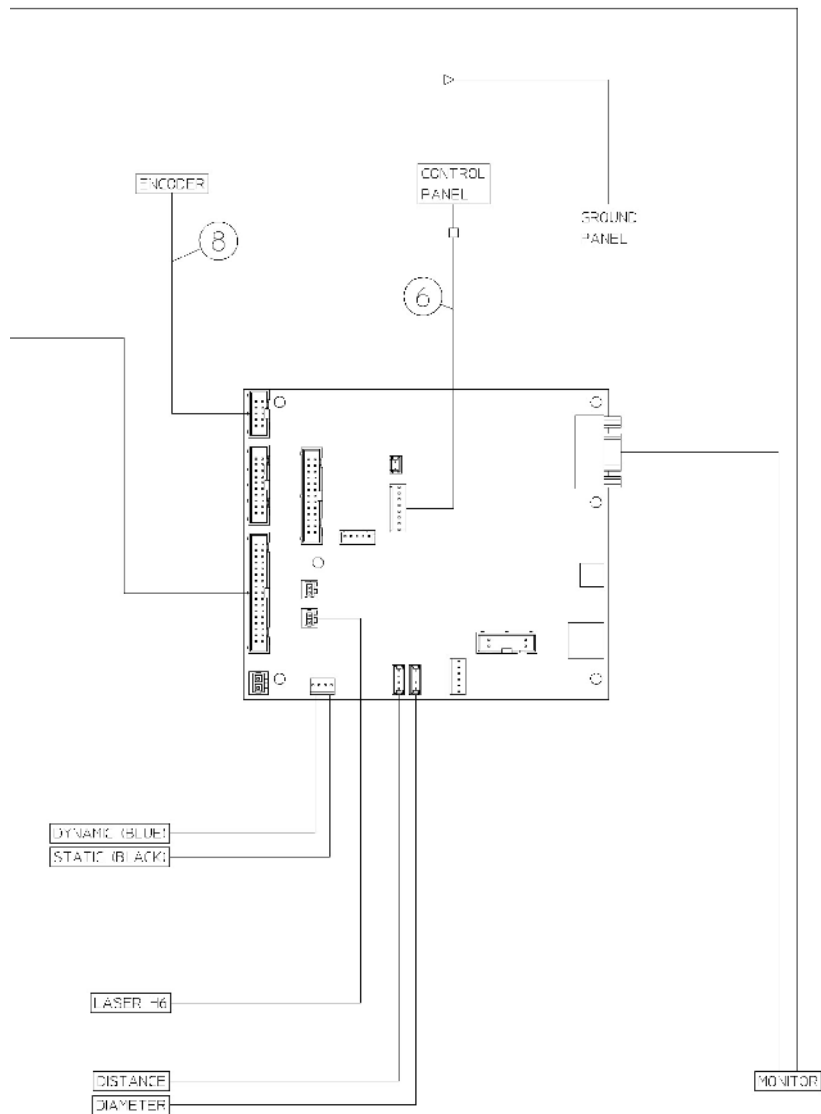 ENCODER
CONTROL
PANEL
GROUND
PANEL
8
6
DYNAMIC (BLUE)
STATIC (BLACK)
LASER H6
DISTANCE
DIAMETER
MONITOR